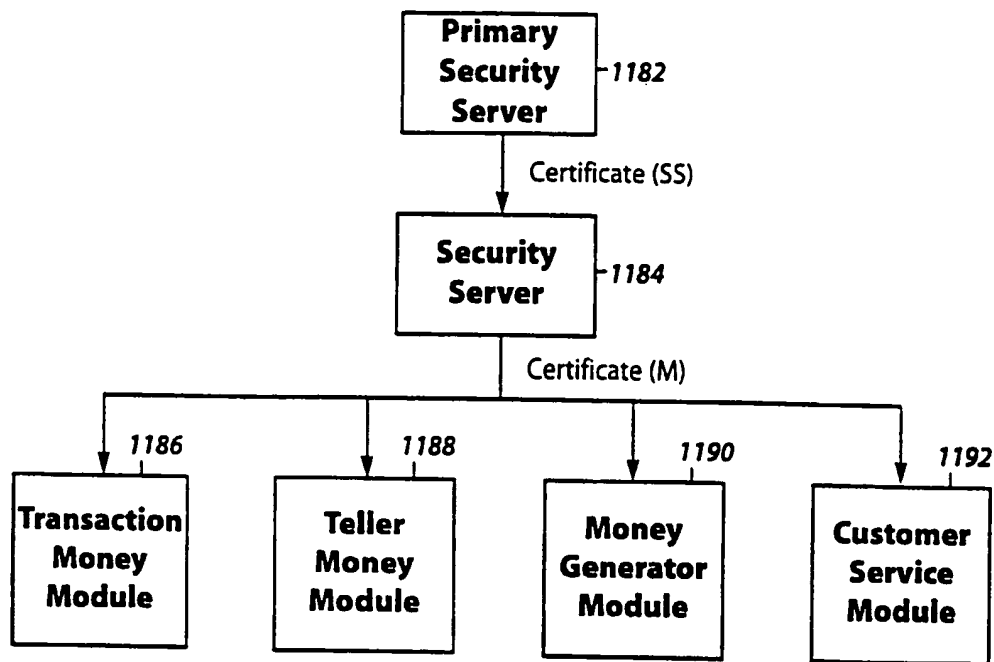 Primary
Security
Server
1182
Certificate (SS)
Security
Server
1184
Certificate (M)
1186
1188
1190
1192
Transaction
Money
Module
Teller
Money
Module
Money
Generator
Module
Customer
Service
Module